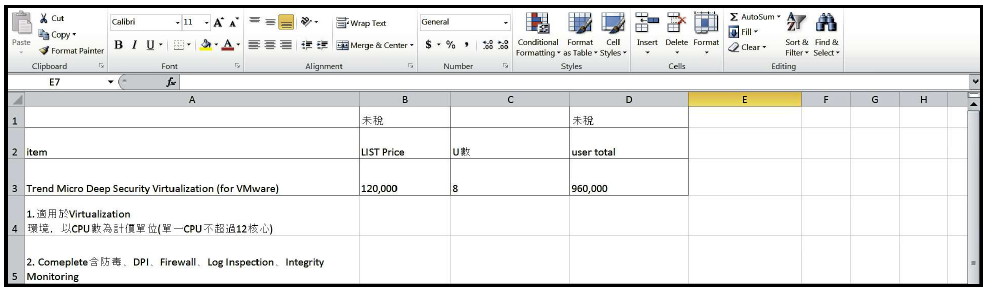 Cut
Calibri
11
Wrap Text
General
AutoSum
Copy
Fill
Paste
Format Painter
B I U
Merge & Center
$ % ,
Conditional Formatting
Format as Table
Cell Styles
Insert
Delete
Format
Clear
Sort & Filter
Find & Select
Clipboard
Font
Alignment
Number
Styles
Cells
Editing
E7
fx
A B C D E F G H
1 未稅 未稅
2 item LIST Price U數 user total
3 Trend Micro Deep Security Virtualization (for VMware) 120,000 8 960,000
1.適用於Virtualization
4 環境，以CPU數為計價單位(單一CPU不超過12核心)
2. Comeplete含防毒、DPI、Firewall、Log Inspection、Integrity
5 Monitoring